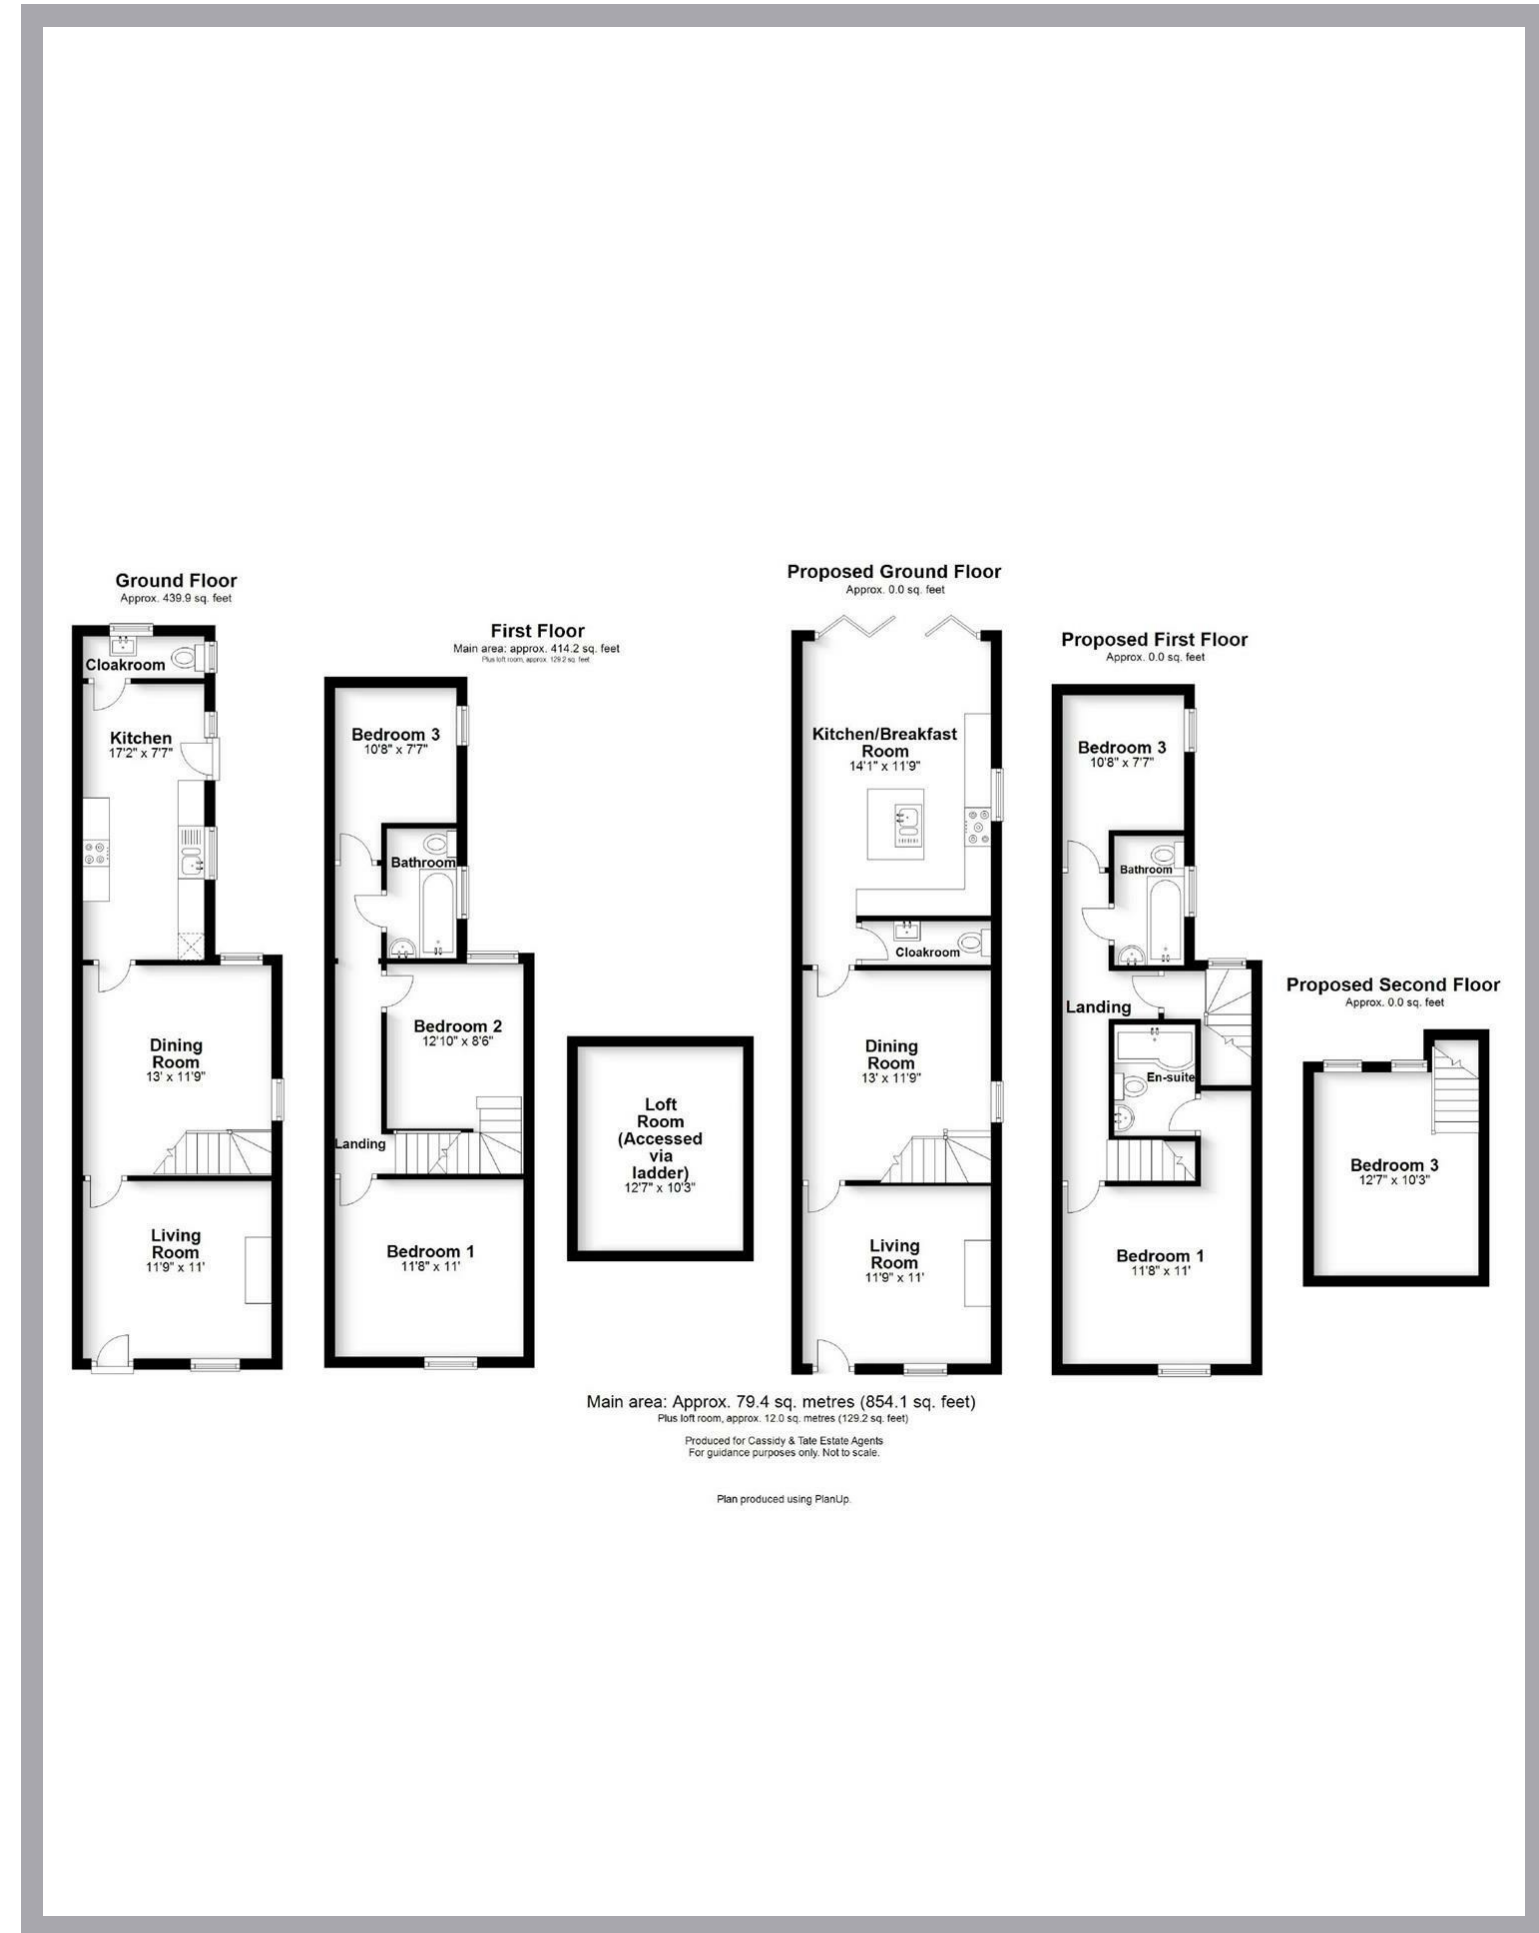 Ground Floor
Approx. 439.9 sq. feet
Cloakroom
Kitchen
17'2" x 7'7"
Dining
Room
13' x 11'9"
Living
Room
11'9" x 11'
First Floor
Main area: approx. 414.2 sq. feet
Plus loft room, approx. 129.2 sq. feet
Bedroom 3
10'8" x 7'7"
Bathroom
Bedroom 2
12'10" x 8'6"
Landing
Bedroom 1
11'8" x 11'
Loft
Room
(Accessed
via
ladder)
12'7" x 10'3"
Proposed Ground Floor
Approx. 0.0 sq. feet
Kitchen/Breakfast
Room
14'1" x 11'9"
Cloakroom
Dining
Room
13' x 11'9"
Living
Room
11'9" x 11'
Proposed First Floor
Approx. 0.0 sq. feet
Bedroom 3
10'8" x 7'7"
Bathroom
Landing
En-suite
Bedroom 1
11'8" x 11'
Proposed Second Floor
Approx. 0.0 sq. feet
Bedroom 3
12'7" x 10'3"
Main area: Approx. 79.4 sq. metres (854.1 sq. feet)
Plus loft room, approx. 12.0 sq. metres (129.2 sq. feet)
Produced for Cassidy & Tate Estate Agents
For guidance purposes only. Not to scale.
Plan produced using PlanUp.